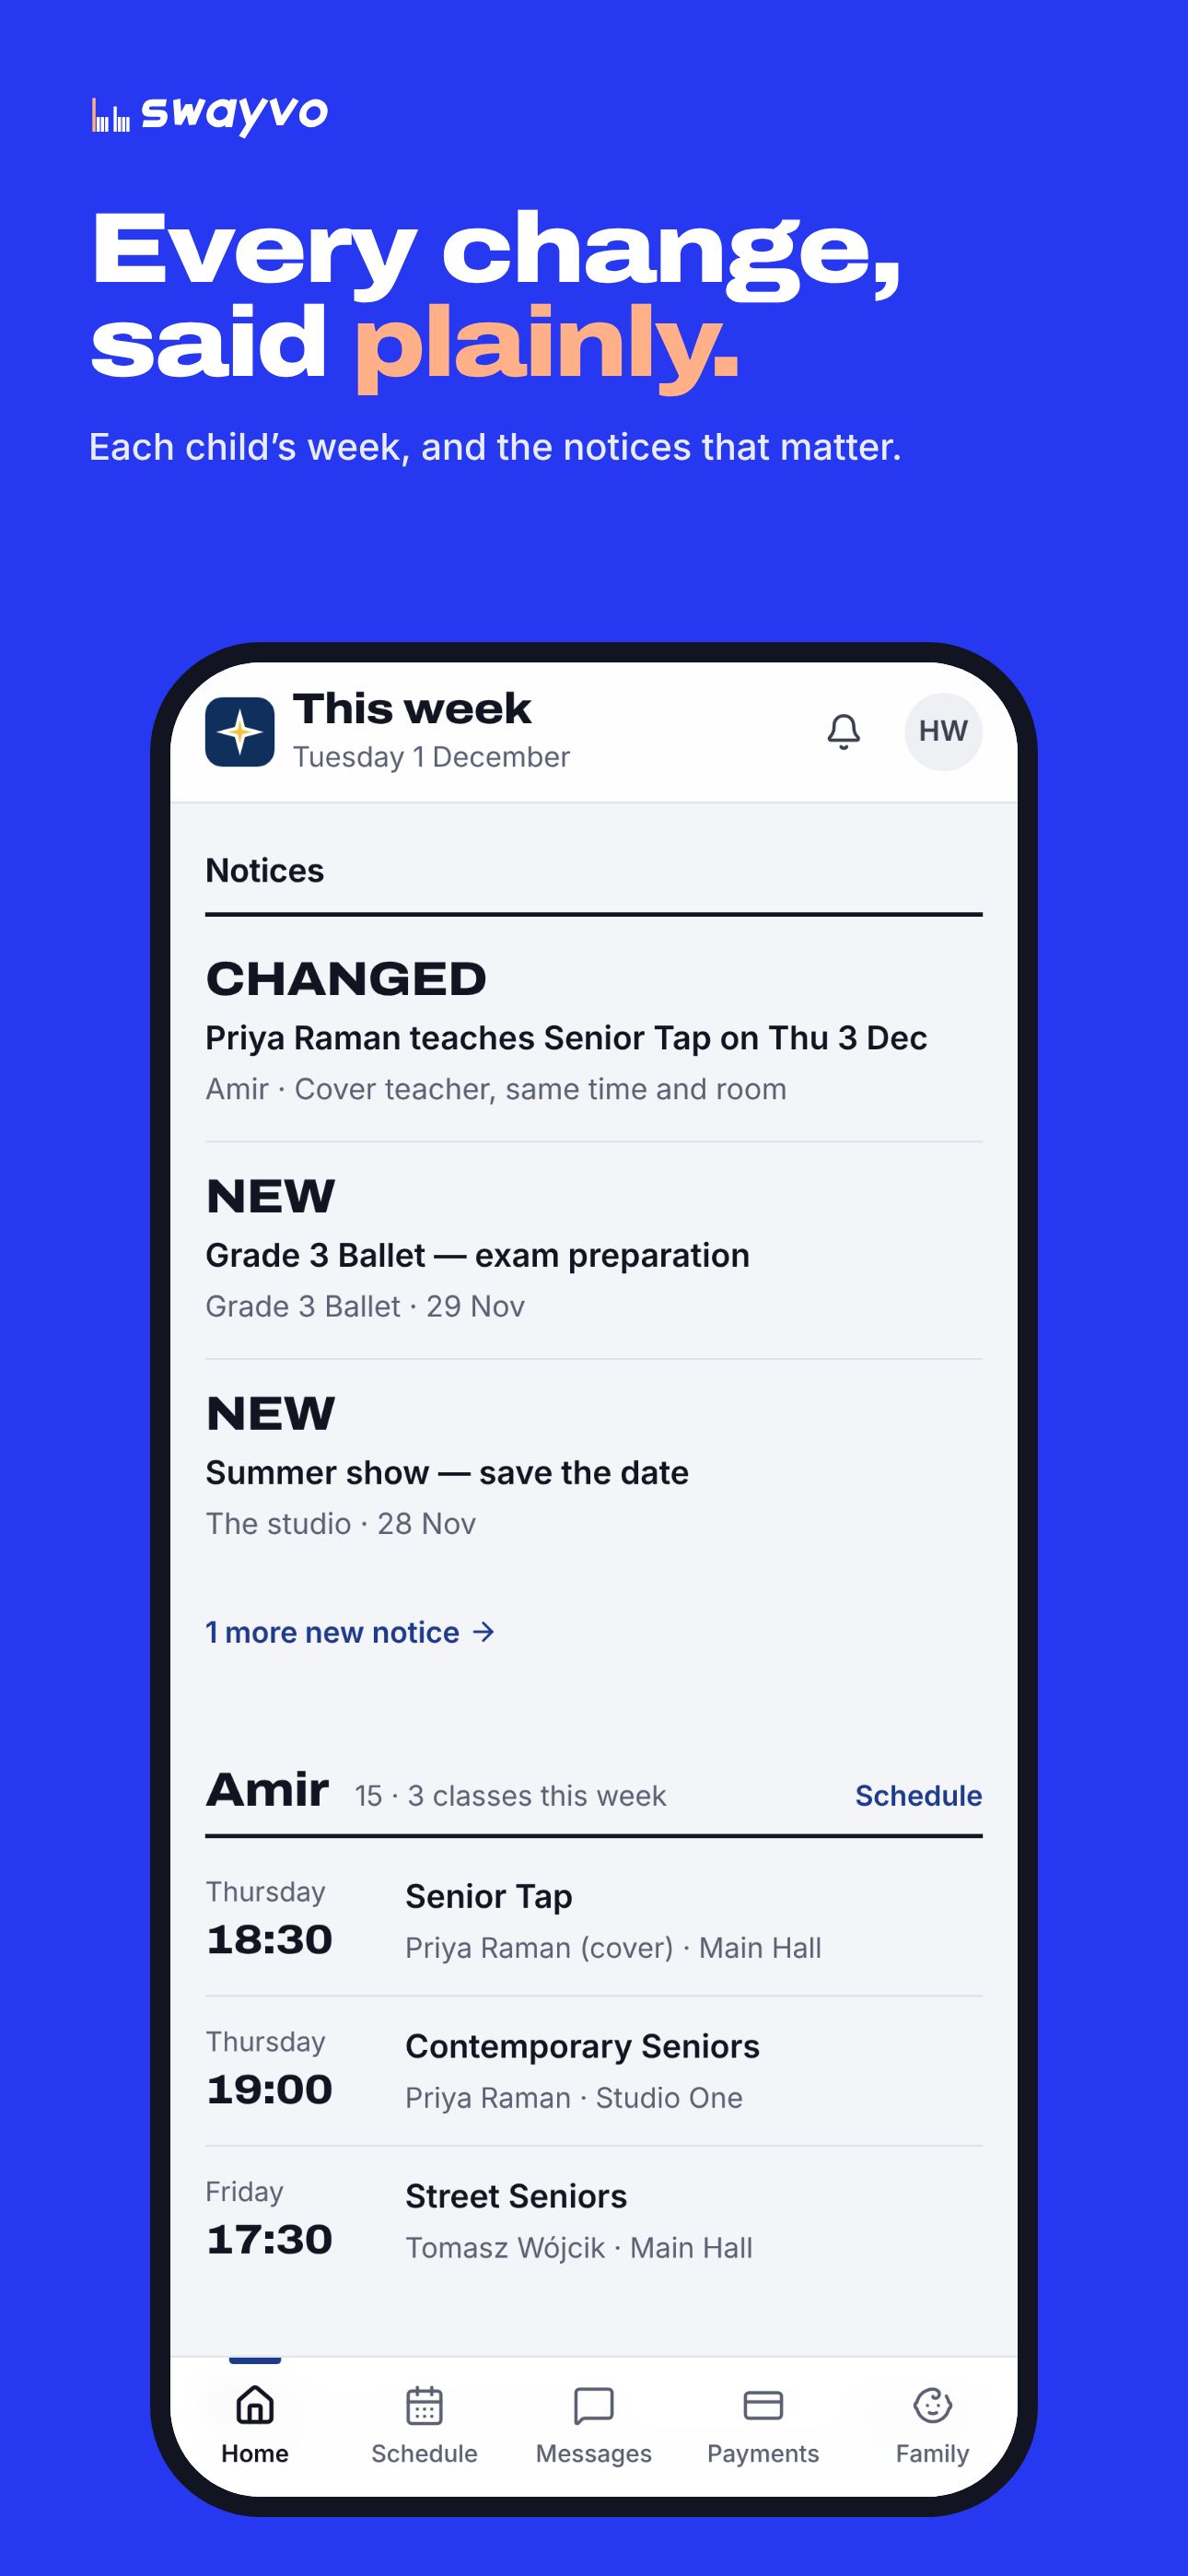 swayvo
Every change,
said plainly.
Each child’s week, and the notices that matter.
This week
Tuesday 1 December
HW
Notices
CHANGED
Priya Raman teaches Senior Tap on Thu 3 Dec
Amir · Cover teacher, same time and room
NEW
Grade 3 Ballet — exam preparation
Grade 3 Ballet · 29 Nov
NEW
Summer show — save the date
The studio · 28 Nov
1 more new notice →
Amir 15 · 3 classes this week Schedule
Thursday
18:30
Senior Tap
Priya Raman (cover) · Main Hall
Thursday
19:00
Contemporary Seniors
Priya Raman · Studio One
Friday
17:30
Street Seniors
Tomasz Wójcik · Main Hall
Home Schedule Messages Payments Family